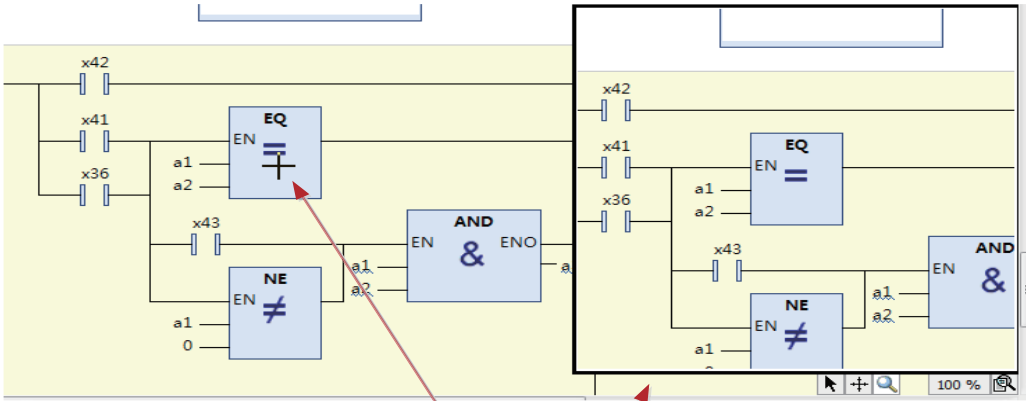 x42
x41
EQ
EN
=
a1
a2
x36
x43
AND
EN
ENO
&
a1
a
a2
NE
EN
≠
a1
0
x42
x41
EQ
EN
=
a1
a2
x36
x43
AND
EN
&
a1
a2
NE
EN
≠
a1
100 %